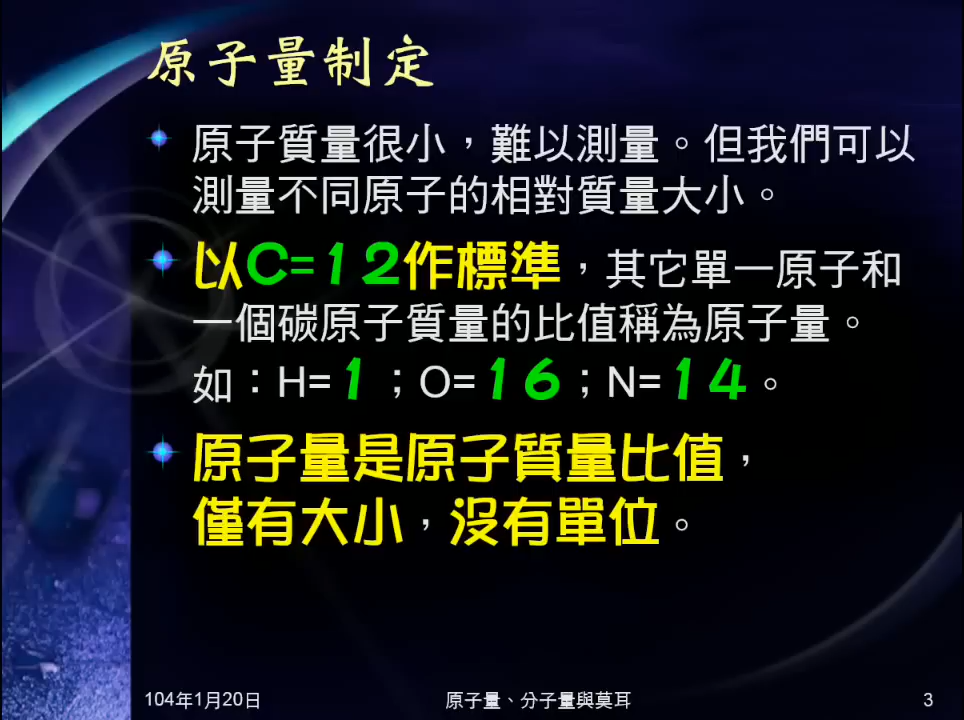 原子量制定
原子質量很小，難以測量。但我們可以
測量不同原子的相對質量大小。
以C=12作標準，其它單一原子和
一個碳原子質量的比值稱為原子量。
如：H=1；O=16；N=14。
原子量是原子質量比值，
僅有大小，沒有單位。
104年1月20日
原子量、分子量與莫耳
3